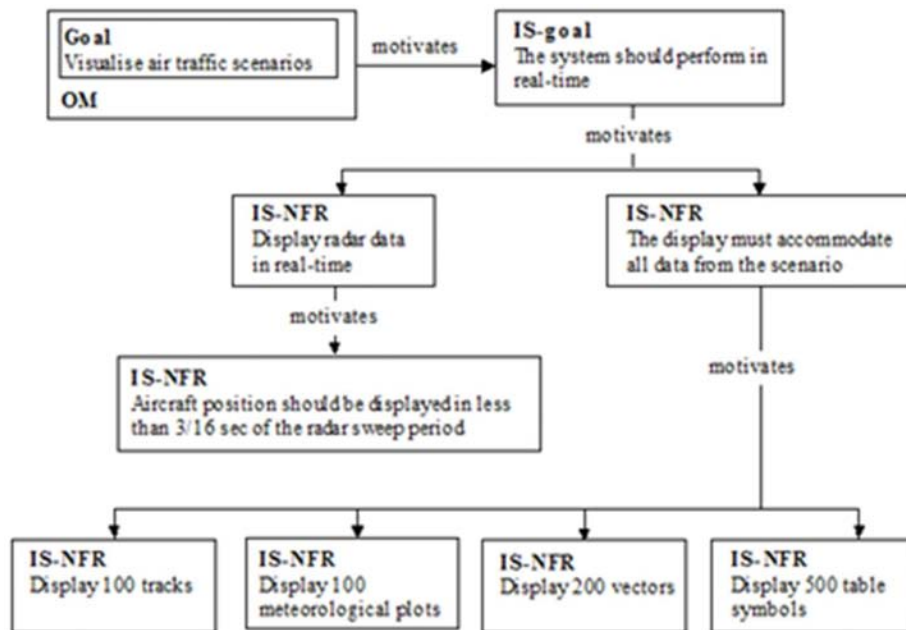 Goal
Visualise air traffic scenarios
OM
motivates
IS-goal
The system should perform in
real-time
motivates
IS-NFR
Display radar data
in real-time
IS-NFR
The display must accommodate
all data from the scenario
motivates
motivates
IS-NFR
Aircraft position should be displayed in less
than 3/16 sec of the radar sweep period
IS-NFR
Display 100 tracks
IS-NFR
Display 100
meteorological plots
IS-NFR
Display 200 vectors
IS-NFR
Display 500 table
symbols